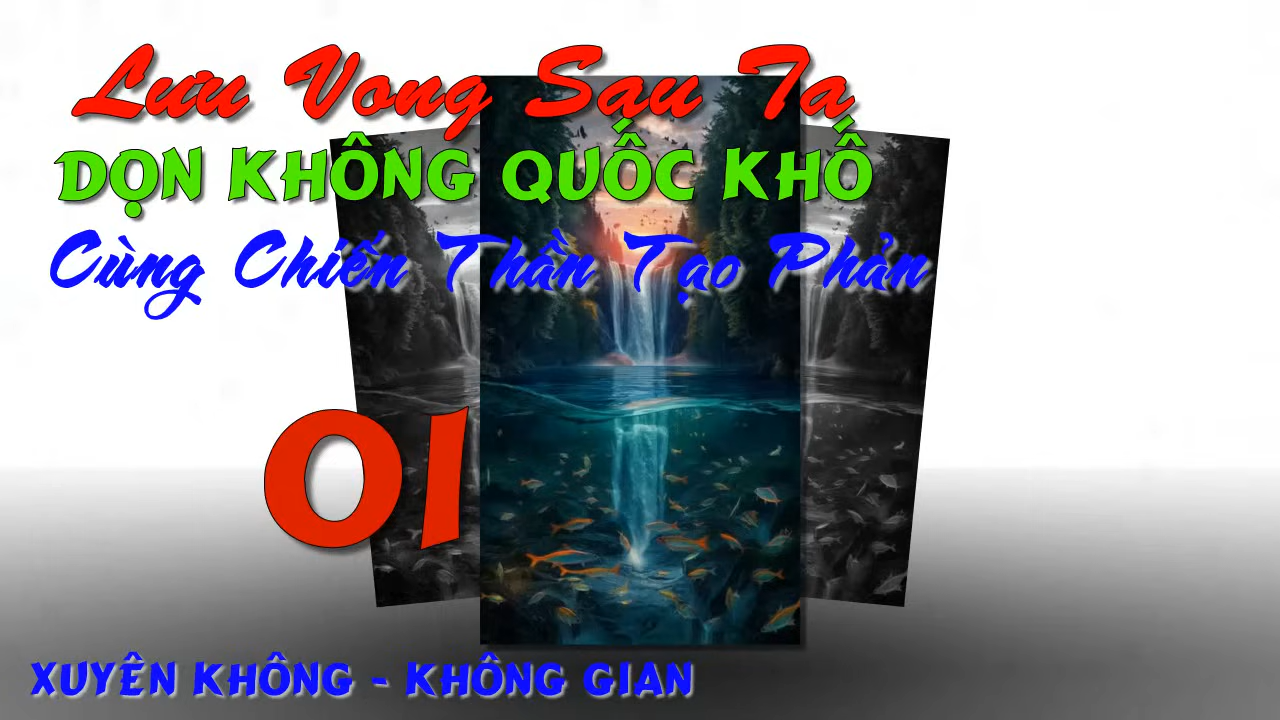 Lưu Vong Sau Ta
DỌN KHÔNG QUỐC KHỐ
Cùng Chiến Thần Tạo Phản
01
XUYÊN KHÔNG - KHÔNG GIAN